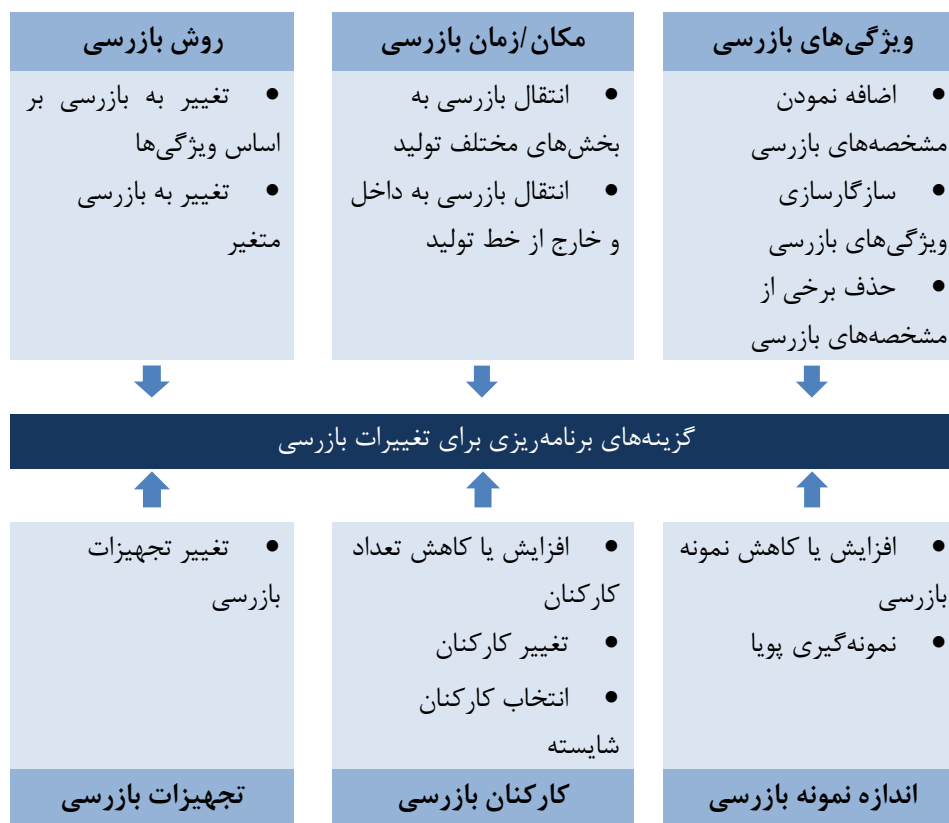 ویژگی‌های بازرسی
• اضافه نمودن
مشخصه‌های بازرسی
• سازگارسازی
ویژگی‌های بازرسی
• حذف برخی از
مشخصه‌های بازرسی
مکان/زمان بازرسی
• انتقال بازرسی به
بخش‌های مختلف تولید
• انتقال بازرسی به داخل
و خارج از خط تولید
روش بازرسی
• تغییر به بازرسی بر
اساس ویژگی‌ها
• تغییر به بازرسی
متغیر
گزینه‌های برنامه‌ریزی برای تغییرات بازرسی
• افزایش یا کاهش نمونه
بازرسی
• نمونه‌گیری پویا
اندازه نمونه بازرسی
• افزایش یا کاهش تعداد
کارکنان
• تغییر کارکنان
• انتخاب کارکنان
شایسته
کارکنان بازرسی
• تغییر تجهیزات
بازرسی
تجهیزات بازرسی